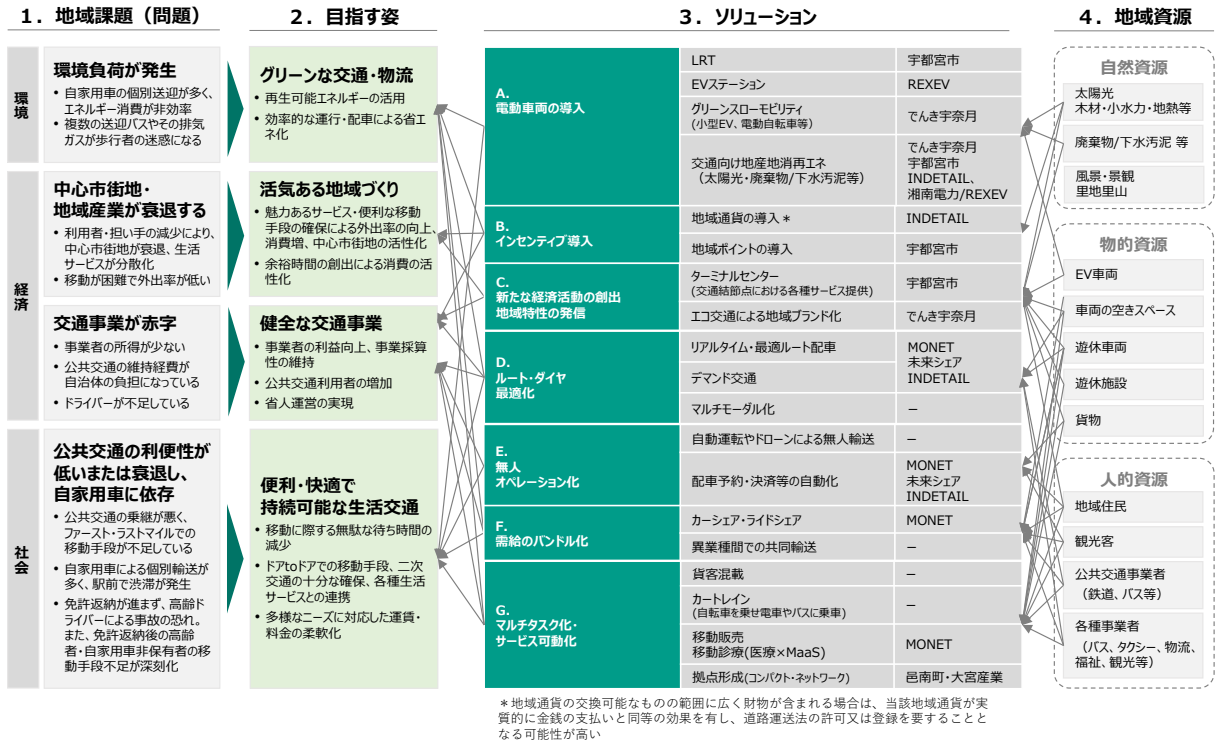 1．地域課題（問題）
2．目指す姿
3．ソリューション
4．地域資源
環境
環境負荷が発生
• 自家用車の個別送迎が多く、
エネルギー消費が非効率
• 複数の送迎バスやその排気
ガスが歩行者の迷惑になる
グリーンな交通・物流
• 再生可能エネルギーの活用
• 効率的な運行・配車による省エ
ネ化
経済
中心市街地・
地域産業が衰退する
• 利用者・担い手の減少により、
中心市街地が衰退、生活
サービスが分散化
• 移動が困難で外出率が低い
活気ある地域づくり
• 魅力あるサービス・便利な移動
手段の確保による外出率の向上、
消費増、中心市街地の活性化
• 余裕時間の創出による消費の活
性化
交通事業が赤字
• 事業者の所得が少ない
• 公共交通の維持経費が
自治体の負担になっている
• ドライバーが不足している
健全な交通事業
• 事業者の利益向上、事業採算
性の維持
• 公共交通利用者の増加
• 省人運営の実現
社会
公共交通の利便性が
低いまたは衰退し、
自家用車に依存
• 公共交通の乗継が悪く、
ファースト・ラストマイルでの
移動手段が不足している
• 自家用車による個別輸送が
多く、駅前で渋滞が発生
• 免許返納が進まず、高齢ド
ライバーによる事故の恐れ。
また、免許返納後の高齢
者・自家用車非保有者の移
動手段不足が深刻化
便利・快適で
持続可能な生活交通
• 移動に際する無駄な待ち時間の
減少
• ドアtoドアでの移動手段、二次
交通の十分な確保、各種生活
サービスとの連携
• 多様なニーズに対応した運賃・
料金の柔軟化
A.
電動車両の導入
LRT
宇都宮市
EVステーション
REXEV
グリーンスローモビリティ
(小型EV、電動自転車等)
でんき宇奈月
交通向け地産地消再エネ
（太陽光・廃棄物/下水汚泥等）
でんき宇奈月
宇都宮市
INDETAIL、
湘南電力/REXEV
B.
インセンティブ導入
地域通貨の導入＊
INDETAIL
地域ポイントの導入
宇都宮市
C.
新たな経済活動の創出
地域特性の発信
ターミナルセンター
(交通結節点における各種サービス提供)
宇都宮市
エコ交通による地域ブランド化
でんき宇奈月
D.
ルート・ダイヤ
最適化
リアルタイム・最適ルート配車
デマンド交通
MONET
未来シェア
INDETAIL
マルチモーダル化
－
E.
無人
オペレーション化
自動運転やドローンによる無人輸送
－
配車予約・決済等の自動化
MONET
未来シェア
INDETAIL
F.
需給のバンドル化
カーシェア・ライドシェア
MONET
異業種間での共同輸送
－
G.
マルチタスク化・
サービス可動化
貨客混載
－
カートレイン
(自転車を乗せ電車やバスに乗車)
－
移動販売
移動診療(医療×MaaS)
MONET
拠点形成(コンパクト・ネットワーク)
邑南町・大宮産業
自然資源
太陽光
木材・小水力・地熱等
廃棄物/下水汚泥 等
風景・景観
里地里山
物的資源
EV車両
車両の空きスペース
遊休車両
遊休施設
貨物
人的資源
地域住民
観光客
公共交通事業者
（鉄道、バス等）
各種事業者
（バス、タクシー、物流、
福祉、観光等）
＊地域通貨の交換可能なものの範囲に広く財物が含まれる場合は、当該地域通貨が実
質的に金銭の支払いと同等の効果を有し、道路運送法の許可又は登録を要することと
なる可能性が高い